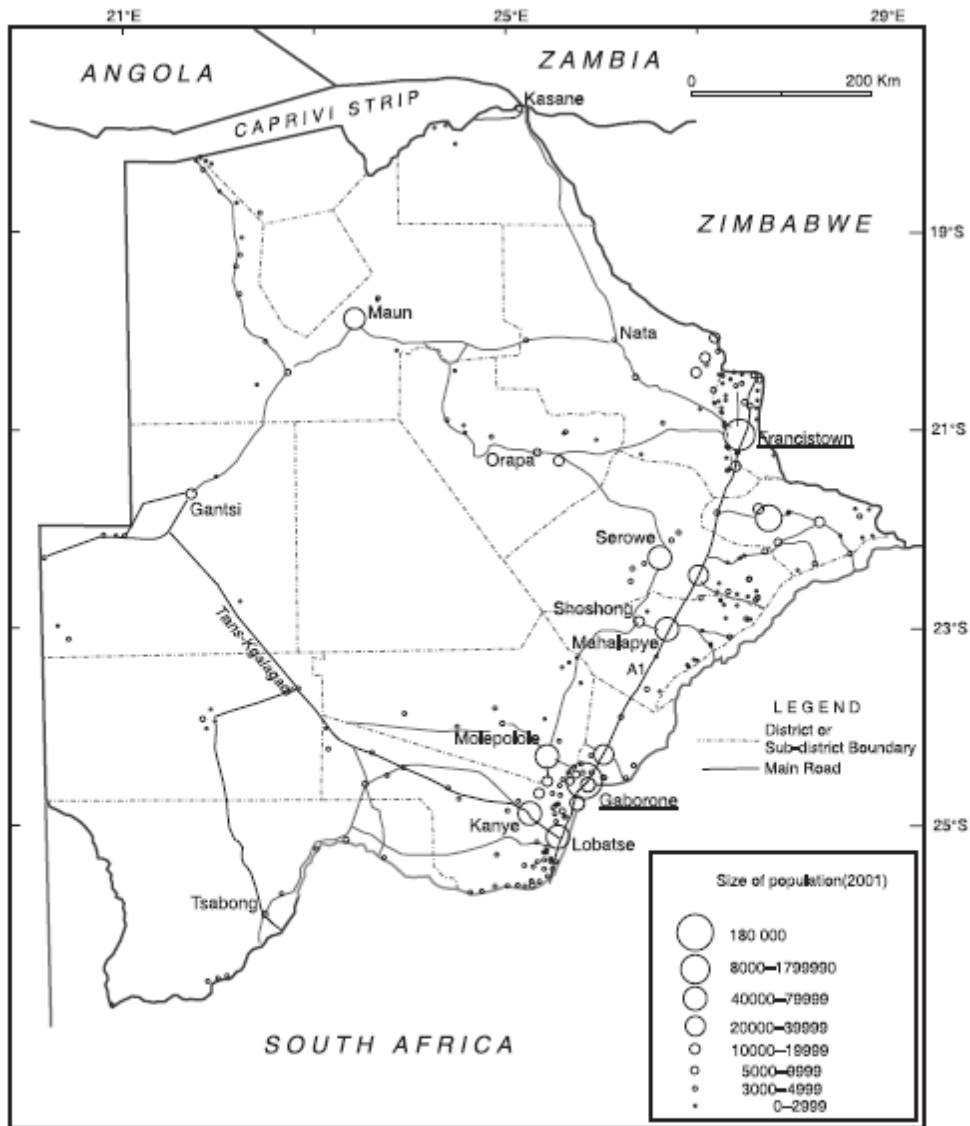 21°E 25°E 29°E
ANGOLA
ZAMBIA
0 200 Km
CAPRIVI STRIP
Kasane
ZIMBABWE
19°S
Maun
Nata
21°S
Francistown
Orapa
Gantsi
Serowe
Shoshong
23°S
Mahalapye
A1
Trans-Kgalagadi
LEGEND
District or
Sub-district Boundary
Main Road
Molepolole
Gaborone
25°S
Kanye
Lobatse
Tsabong
SOUTH AFRICA
Size of population(2001)
180 000
8000–1799990
40000–79999
20000–39999
10000–19999
5000–9999
3000–4999
0–2999